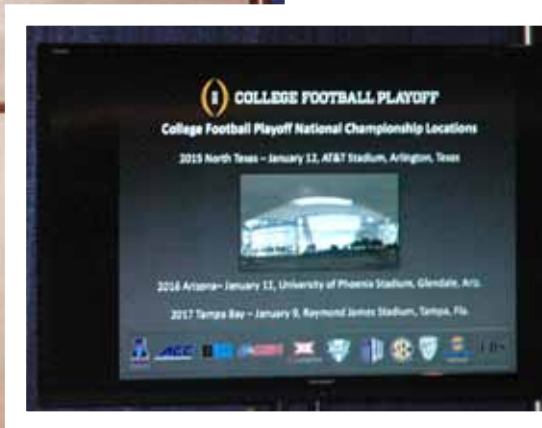 COLLEGE FOOTBALL PLAYOFF
College Football Playoff National Championship Locations
2015 North Texas – January 12, AT&T Stadium, Arlington, Texas
2016 Arizona– January 11, University of Phoenix Stadium, Glendale, Ariz.
2017 Tampa Bay – January 9, Raymond James Stadium, Tampa, Fla.
ACC
SEC